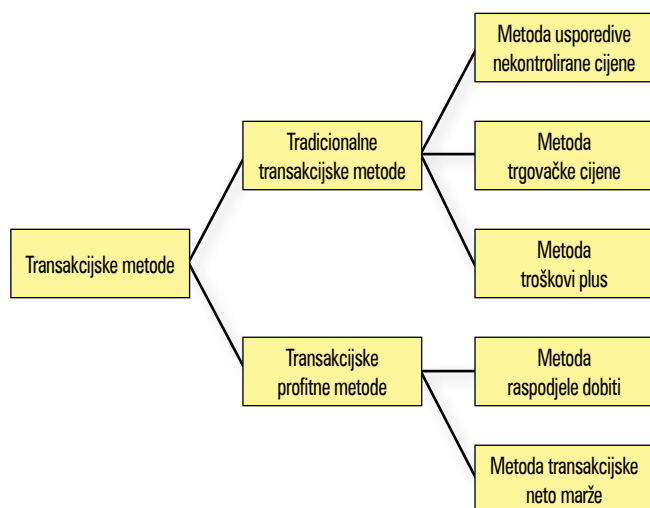 Transakcijske metode
Tradicionalne
transakcijske metode
Metoda usporedive
nekontrolirane cijene
Metoda
trgovačke cijene
Metoda
troškovi plus
Transakcijske
profitne metode
Metoda
raspodjele dobiti
Metoda transakcijske
neto marže